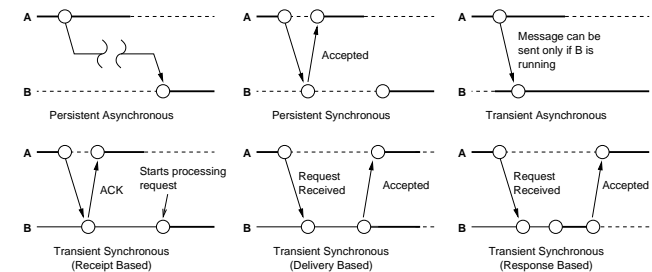 A
B
Persistent Asynchronous
A
Accepted
B
Persistent Synchronous
A
Message can be
sent only if B is
running
B
Transient Asynchronous
A
ACK
Starts processing
request
B
Transient Synchronous
(Receipt Based)
A
Request
Received
Accepted
B
Transient Synchronous
(Delivery Based)
A
Request
Received
Accepted
B
Transient Synchronous
(Response Based)